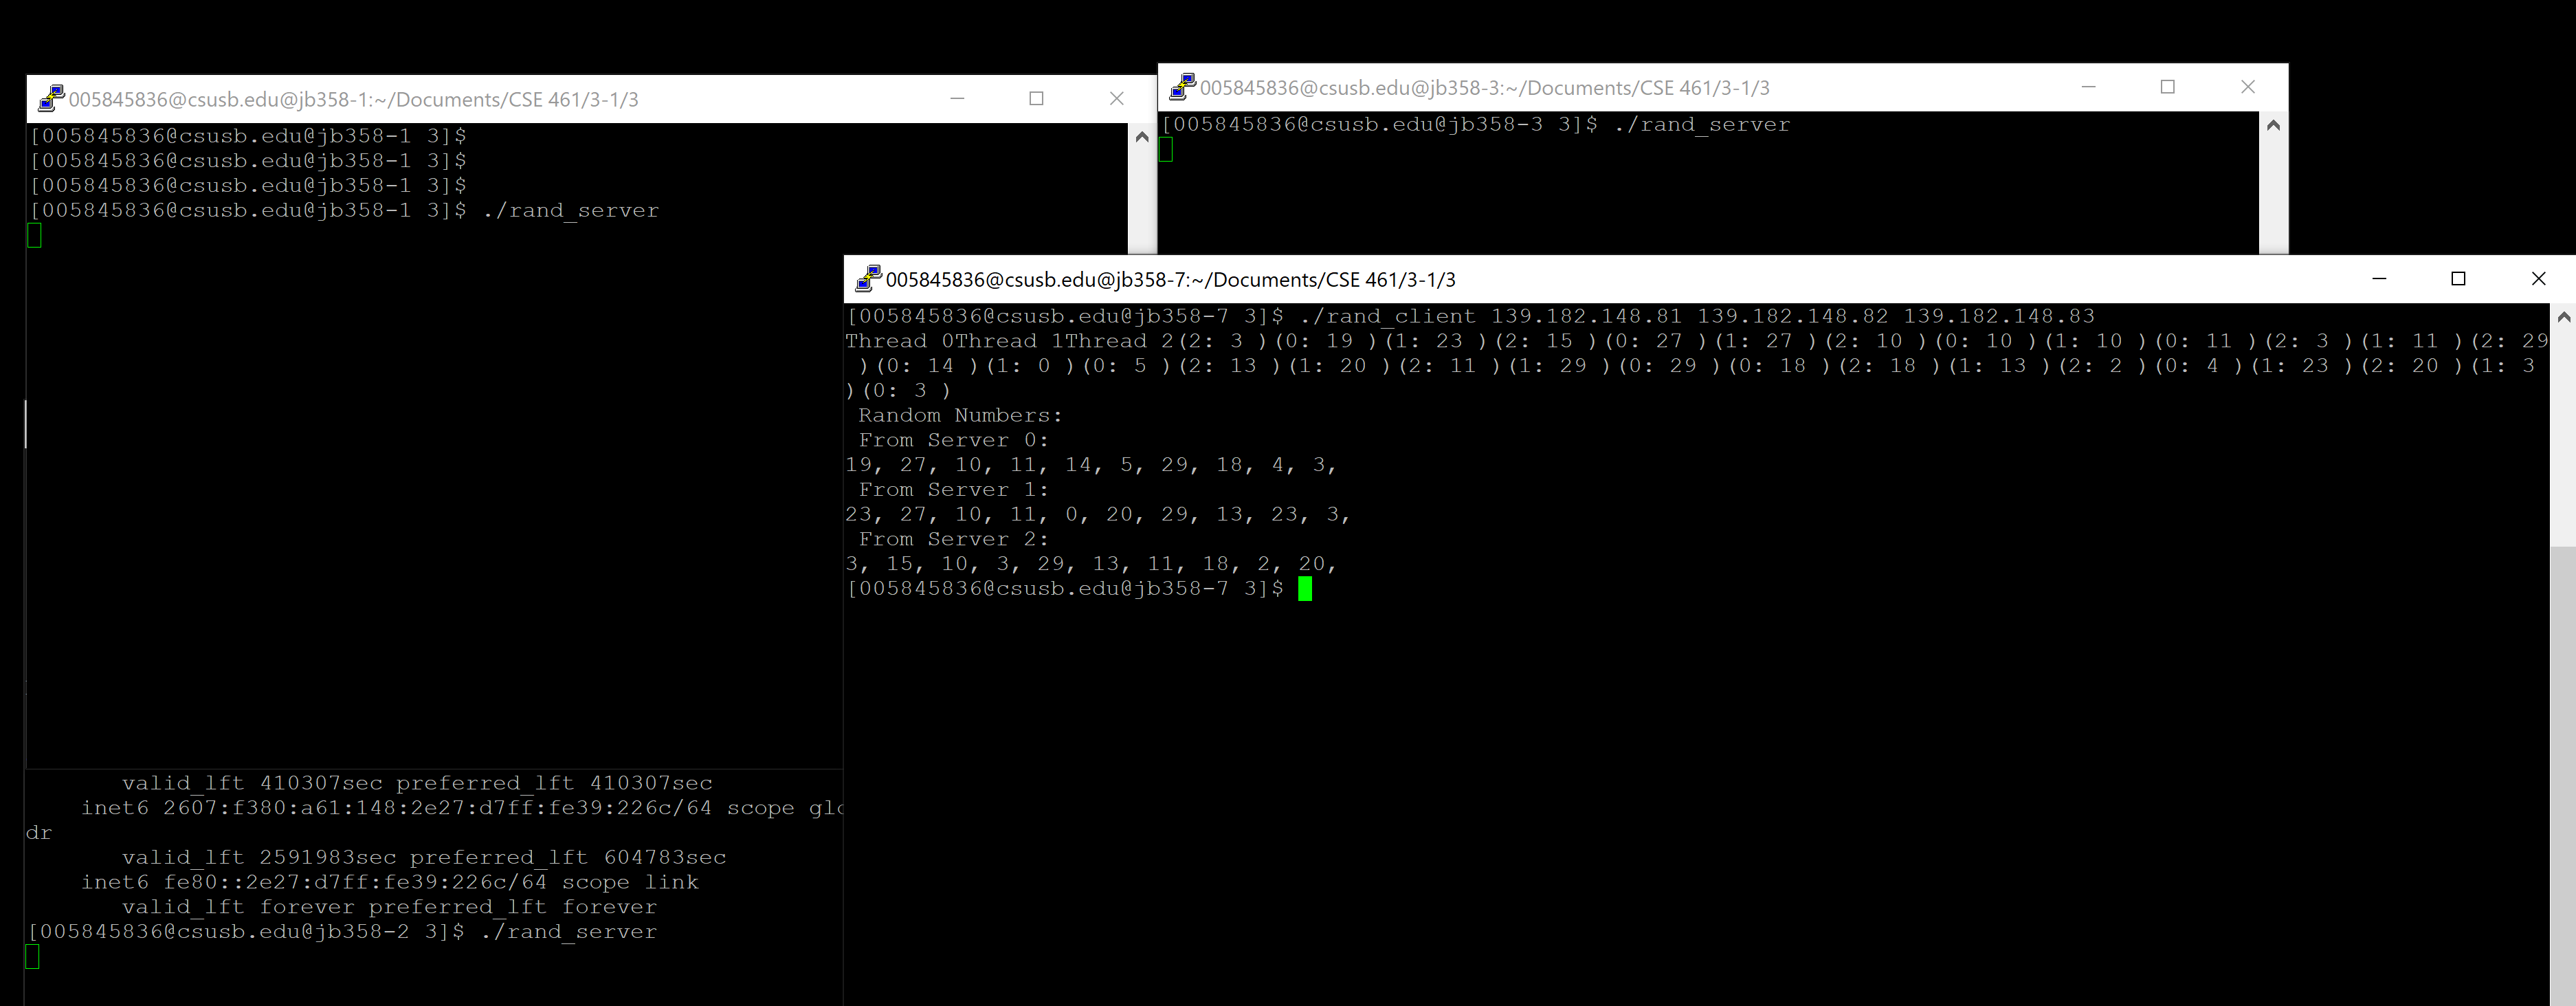 005845836@csusb.edu@jb358-1:~/Documents/CSE 461/3-1/3
[005845836@csusb.edu@jb358-1 3]$
[005845836@csusb.edu@jb358-1 3]$
[005845836@csusb.edu@jb358-1 3]$
[005845836@csusb.edu@jb358-1 3]$ ./rand_server
005845836@csusb.edu@jb358-3:~/Documents/CSE 461/3-1/3
[005845836@csusb.edu@jb358-3 3]$ ./rand_server
005845836@csusb.edu@jb358-7:~/Documents/CSE 461/3-1/3
[005845836@csusb.edu@jb358-7 3]$ ./rand_client 139.182.148.81 139.182.148.82 139.182.148.83
Thread 0Thread 1Thread 2(2: 3 )(0: 19 )(1: 23 )(2: 15 )(0: 27 )(1: 27 )(2: 10 )(0: 10 )(1: 10 )(0: 11 )(2: 3 )(1: 11 )(2: 29
 )(0: 14 )(1: 0 )(0: 5 )(2: 13 )(1: 20 )(2: 11 )(1: 29 )(0: 29 )(0: 18 )(2: 18 )(1: 13 )(2: 2 )(0: 4 )(1: 23 )(2: 20 )(1: 3
)(0: 3 )
 Random Numbers:
 From Server 0:
19, 27, 10, 11, 14, 5, 29, 18, 4, 3,
 From Server 1:
23, 27, 10, 11, 0, 20, 29, 13, 23, 3,
 From Server 2:
3, 15, 10, 3, 29, 13, 11, 18, 2, 20,
[005845836@csusb.edu@jb358-7 3]$
valid_lft 410307sec preferred_lft 410307sec
inet6 2607:f380:a61:148:2e27:d7ff:fe39:226c/64 scope glo
dr
valid_lft 2591983sec preferred_lft 604783sec
inet6 fe80::2e27:d7ff:fe39:226c/64 scope link
valid_lft forever preferred_lft forever
[005845836@csusb.edu@jb358-2 3]$ ./rand_server